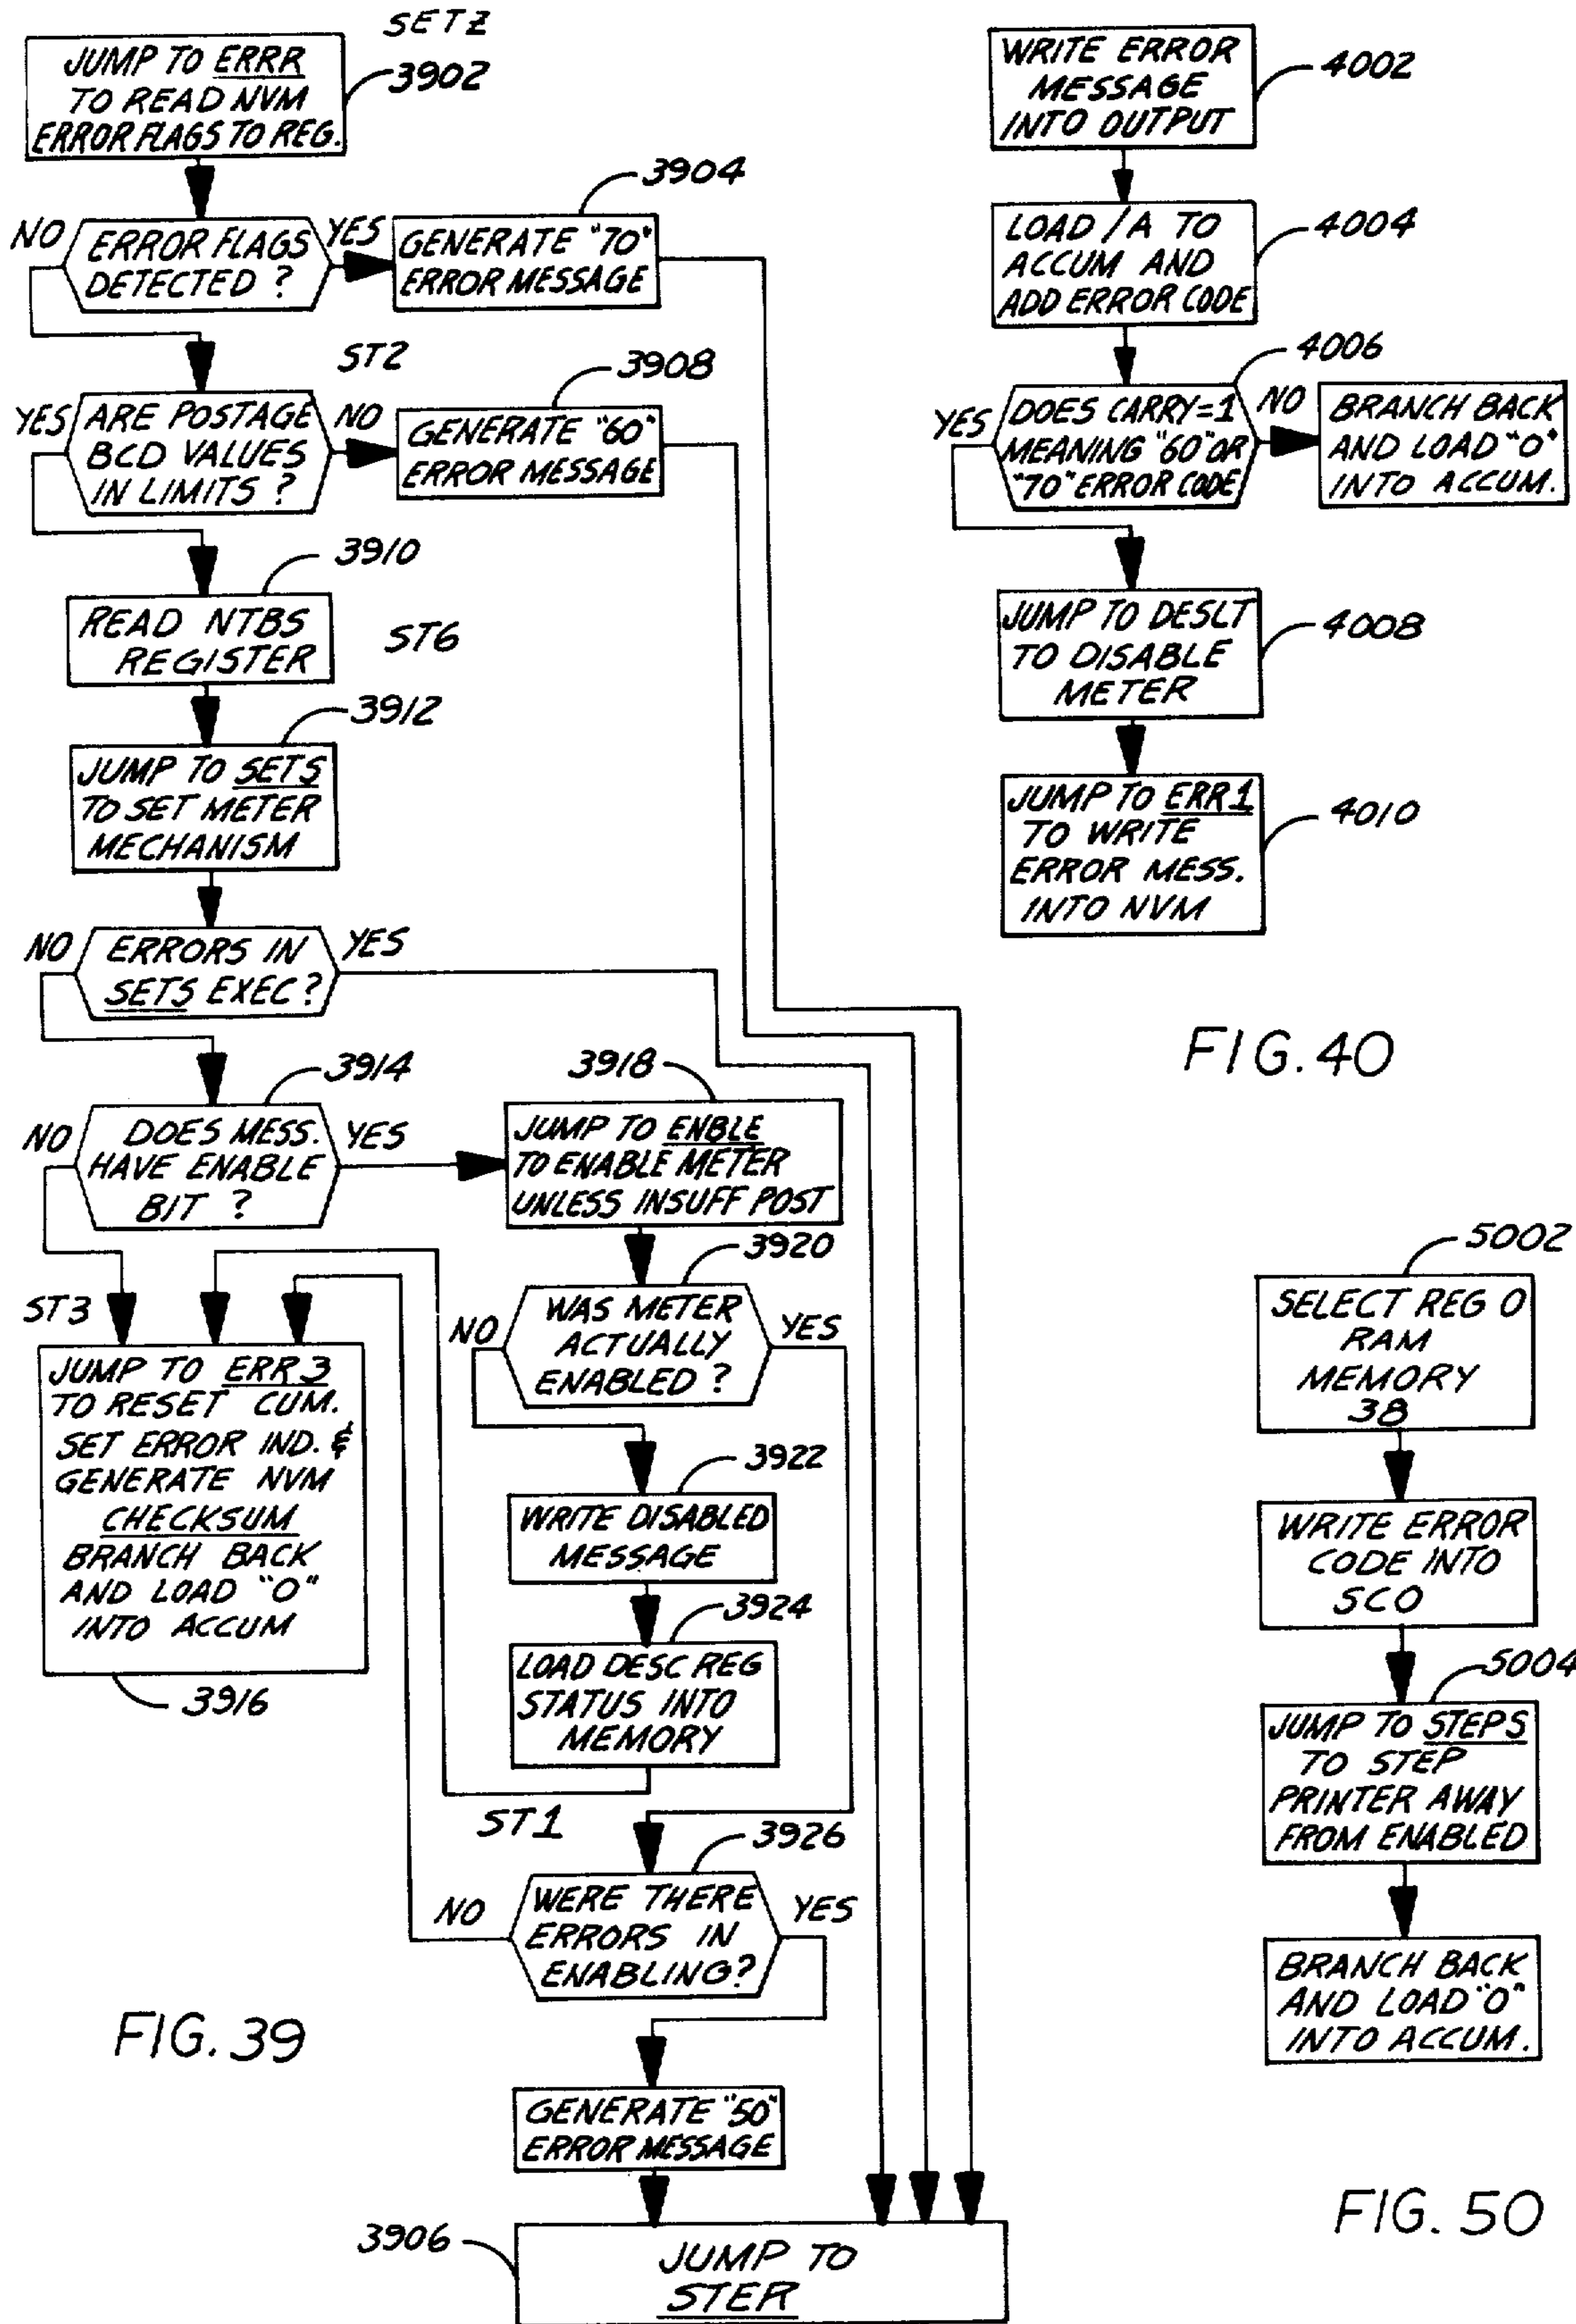 SETZ
JUMP TO ERRR
TO READ NVM
ERROR FLAGS TO REG.
3902
3904
NO
ERROR FLAGS
DETECTED ?
YES
GENERATE "70"
ERROR MESSAGE
ST2
3908
YES
ARE POSTAGE
BCD VALUES
IN LIMITS ?
NO
GENERATE "60"
ERROR MESSAGE
3910
READ NTBS
REGISTER
ST6
3912
JUMP TO SETS
TO SET METER
MECHANISM
NO
ERRORS IN
SETS EXEC?
YES
3914
NO
DOES MESS.
HAVE ENABLE
BIT ?
YES
3918
JUMP TO ENBLE
TO ENABLE METER
UNLESS INSUFF POST
3920
NO
WAS METER
ACTUALLY
ENABLED ?
YES
ST3
JUMP TO ERR3
TO RESET CUM.
SET ERROR IND. &
GENERATE NVM
CHECKSUM
BRANCH BACK
AND LOAD "0"
INTO ACCUM
3916
3922
WRITE DISABLED
MESSAGE
3924
LOAD DESC REG
STATUS INTO
MEMORY
ST1
3926
NO
WERE THERE
ERRORS IN
ENABLING?
YES
GENERATE "50"
ERROR MESSAGE
3906
JUMP TO
STER
FIG. 39
WRITE ERROR
MESSAGE
INTO OUTPUT
4002
LOAD /A TO
ACCUM AND
ADD ERROR CODE
4004
4006
YES
DOES CARRY=1
MEANING "60" OR
"70" ERROR CODE
NO
BRANCH BACK
AND LOAD "0"
INTO ACCUM.
JUMP TO DESLT
TO DISABLE
METER
4008
JUMP TO ERR1
TO WRITE
ERROR MESS.
INTO NVM
4010
FIG. 40
5002
SELECT REG 0
RAM
MEMORY
38
WRITE ERROR
CODE INTO
SCO
5004
JUMP TO STEPS
TO STEP
PRINTER AWAY
FROM ENABLED
BRANCH BACK
AND LOAD "0"
INTO ACCUM.
FIG. 50